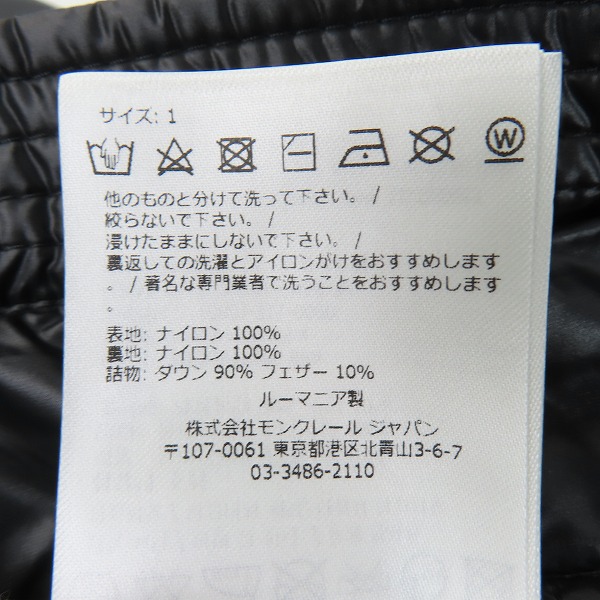 サイズ: 1
W
他のものと分けて洗って下さい。 /
絞らないで下さい。 /
浸けたままにしないで下さい。 /
裏返しての洗濯とアイロンがけをおすすめします
。 / 著名な専門業者で洗うことをおすすめします
。
表地: ナイロン 100%
裏地: ナイロン 100%
詰物: ダウン 90% フェザー 10%
ルーマニア製
株式会社モンクレール ジャパン
〒107-0061 東京都港区北青山3-6-7
03-3486-2110